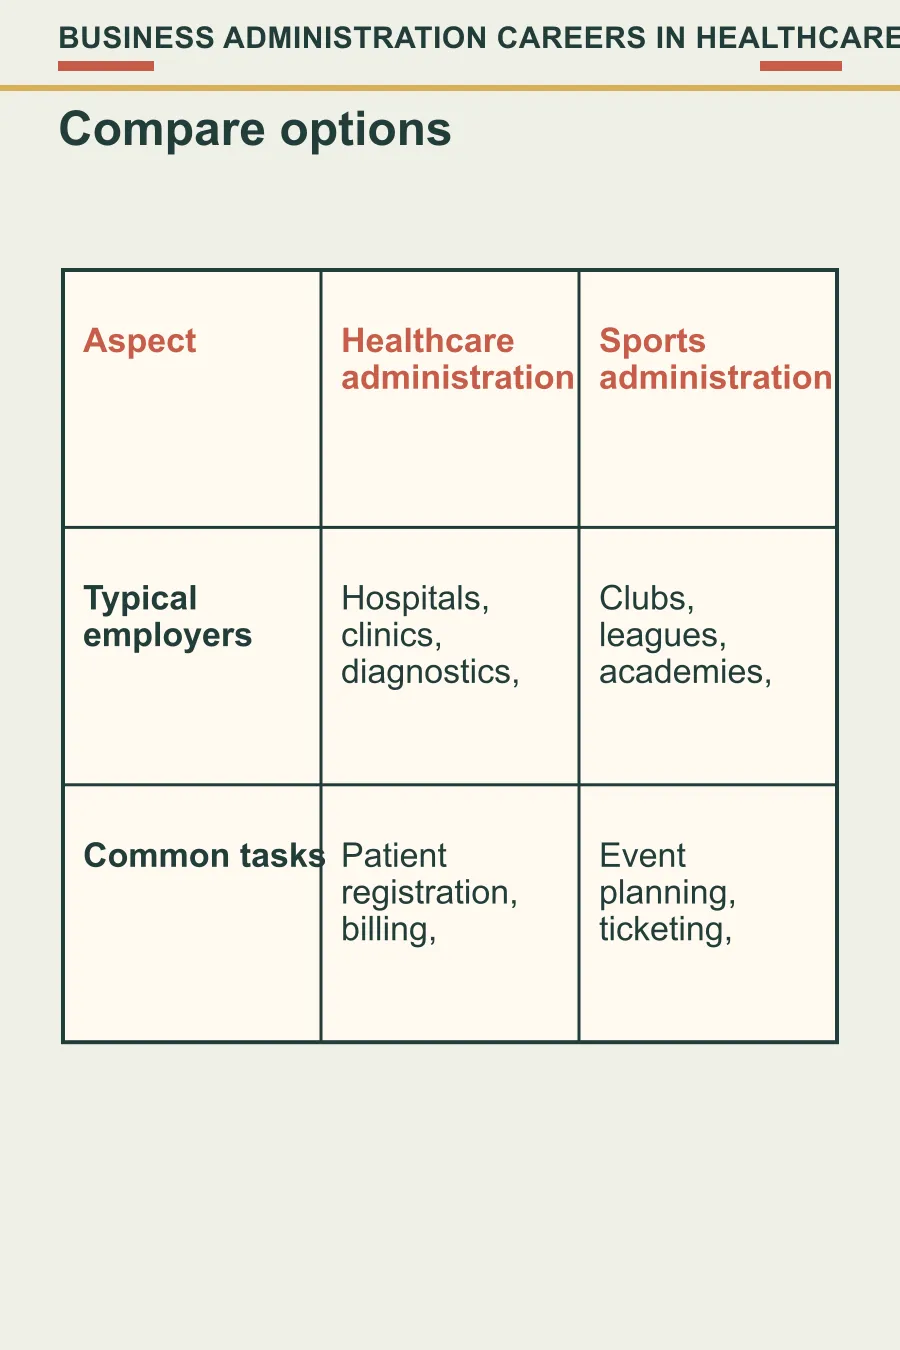 BUSINESS ADMINISTRATION CAREERS IN HEALTHCARE
Compare options
Aspect
Healthcare
administration
Sports
administration
Typical
employers
Hospitals,
clinics,
diagnostics,
Clubs,
leagues,
academies,
Common tasks
Patient
registration,
billing,
Event
planning,
ticketing,